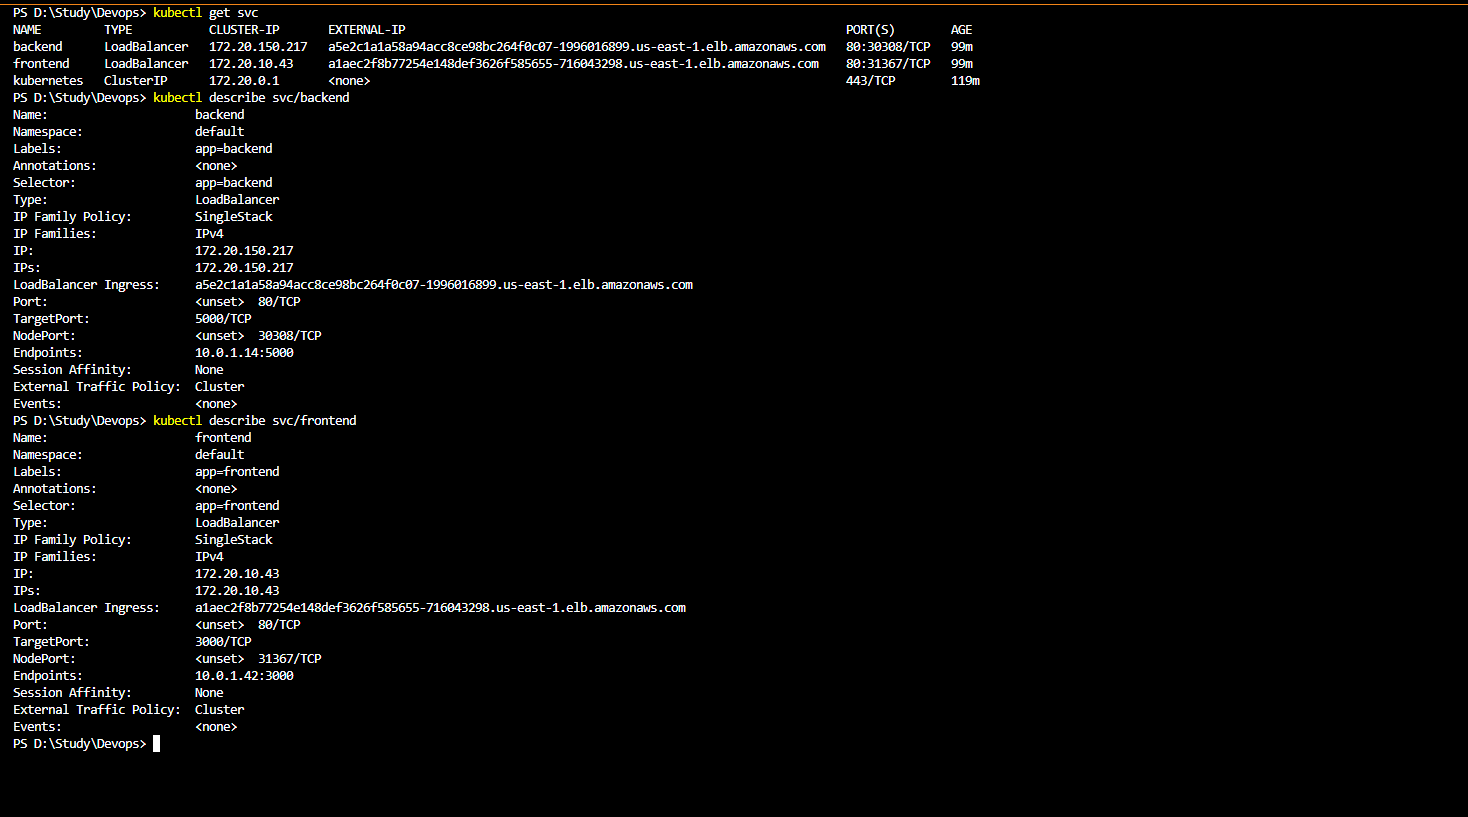 PS D:\Study\Devops> kubectl get svc
NAME TYPE CLUSTER-IP EXTERNAL-IP PORT(S) AGE
backend LoadBalancer 172.20.150.217 a5e2c1a1a58a94acc8ce98bc264f0c07-1996016899.us-east-1.elb.amazonaws.com 80:30308/TCP 99m
frontend LoadBalancer 172.20.10.43 a1aec2f8b77254e148def3626f585655-716043298.us-east-1.elb.amazonaws.com 80:31367/TCP 99m
kubernetes ClusterIP 172.20.0.1 <none> 443/TCP 119m
PS D:\Study\Devops> kubectl describe svc/backend
Name: backend
Namespace: default
Labels: app=backend
Annotations: <none>
Selector: app=backend
Type: LoadBalancer
IP Family Policy: SingleStack
IP Families: IPv4
IP: 172.20.150.217
IPs: 172.20.150.217
LoadBalancer Ingress: a5e2c1a1a58a94acc8ce98bc264f0c07-1996016899.us-east-1.elb.amazonaws.com
Port: <unset> 80/TCP
TargetPort: 5000/TCP
NodePort: <unset> 30308/TCP
Endpoints: 10.0.1.14:5000
Session Affinity: None
External Traffic Policy: Cluster
Events: <none>
PS D:\Study\Devops> kubectl describe svc/frontend
Name: frontend
Namespace: default
Labels: app=frontend
Annotations: <none>
Selector: app=frontend
Type: LoadBalancer
IP Family Policy: SingleStack
IP Families: IPv4
IP: 172.20.10.43
IPs: 172.20.10.43
LoadBalancer Ingress: a1aec2f8b77254e148def3626f585655-716043298.us-east-1.elb.amazonaws.com
Port: <unset> 80/TCP
TargetPort: 3000/TCP
NodePort: <unset> 31367/TCP
Endpoints: 10.0.1.42:3000
Session Affinity: None
External Traffic Policy: Cluster
Events: <none>
PS D:\Study\Devops>